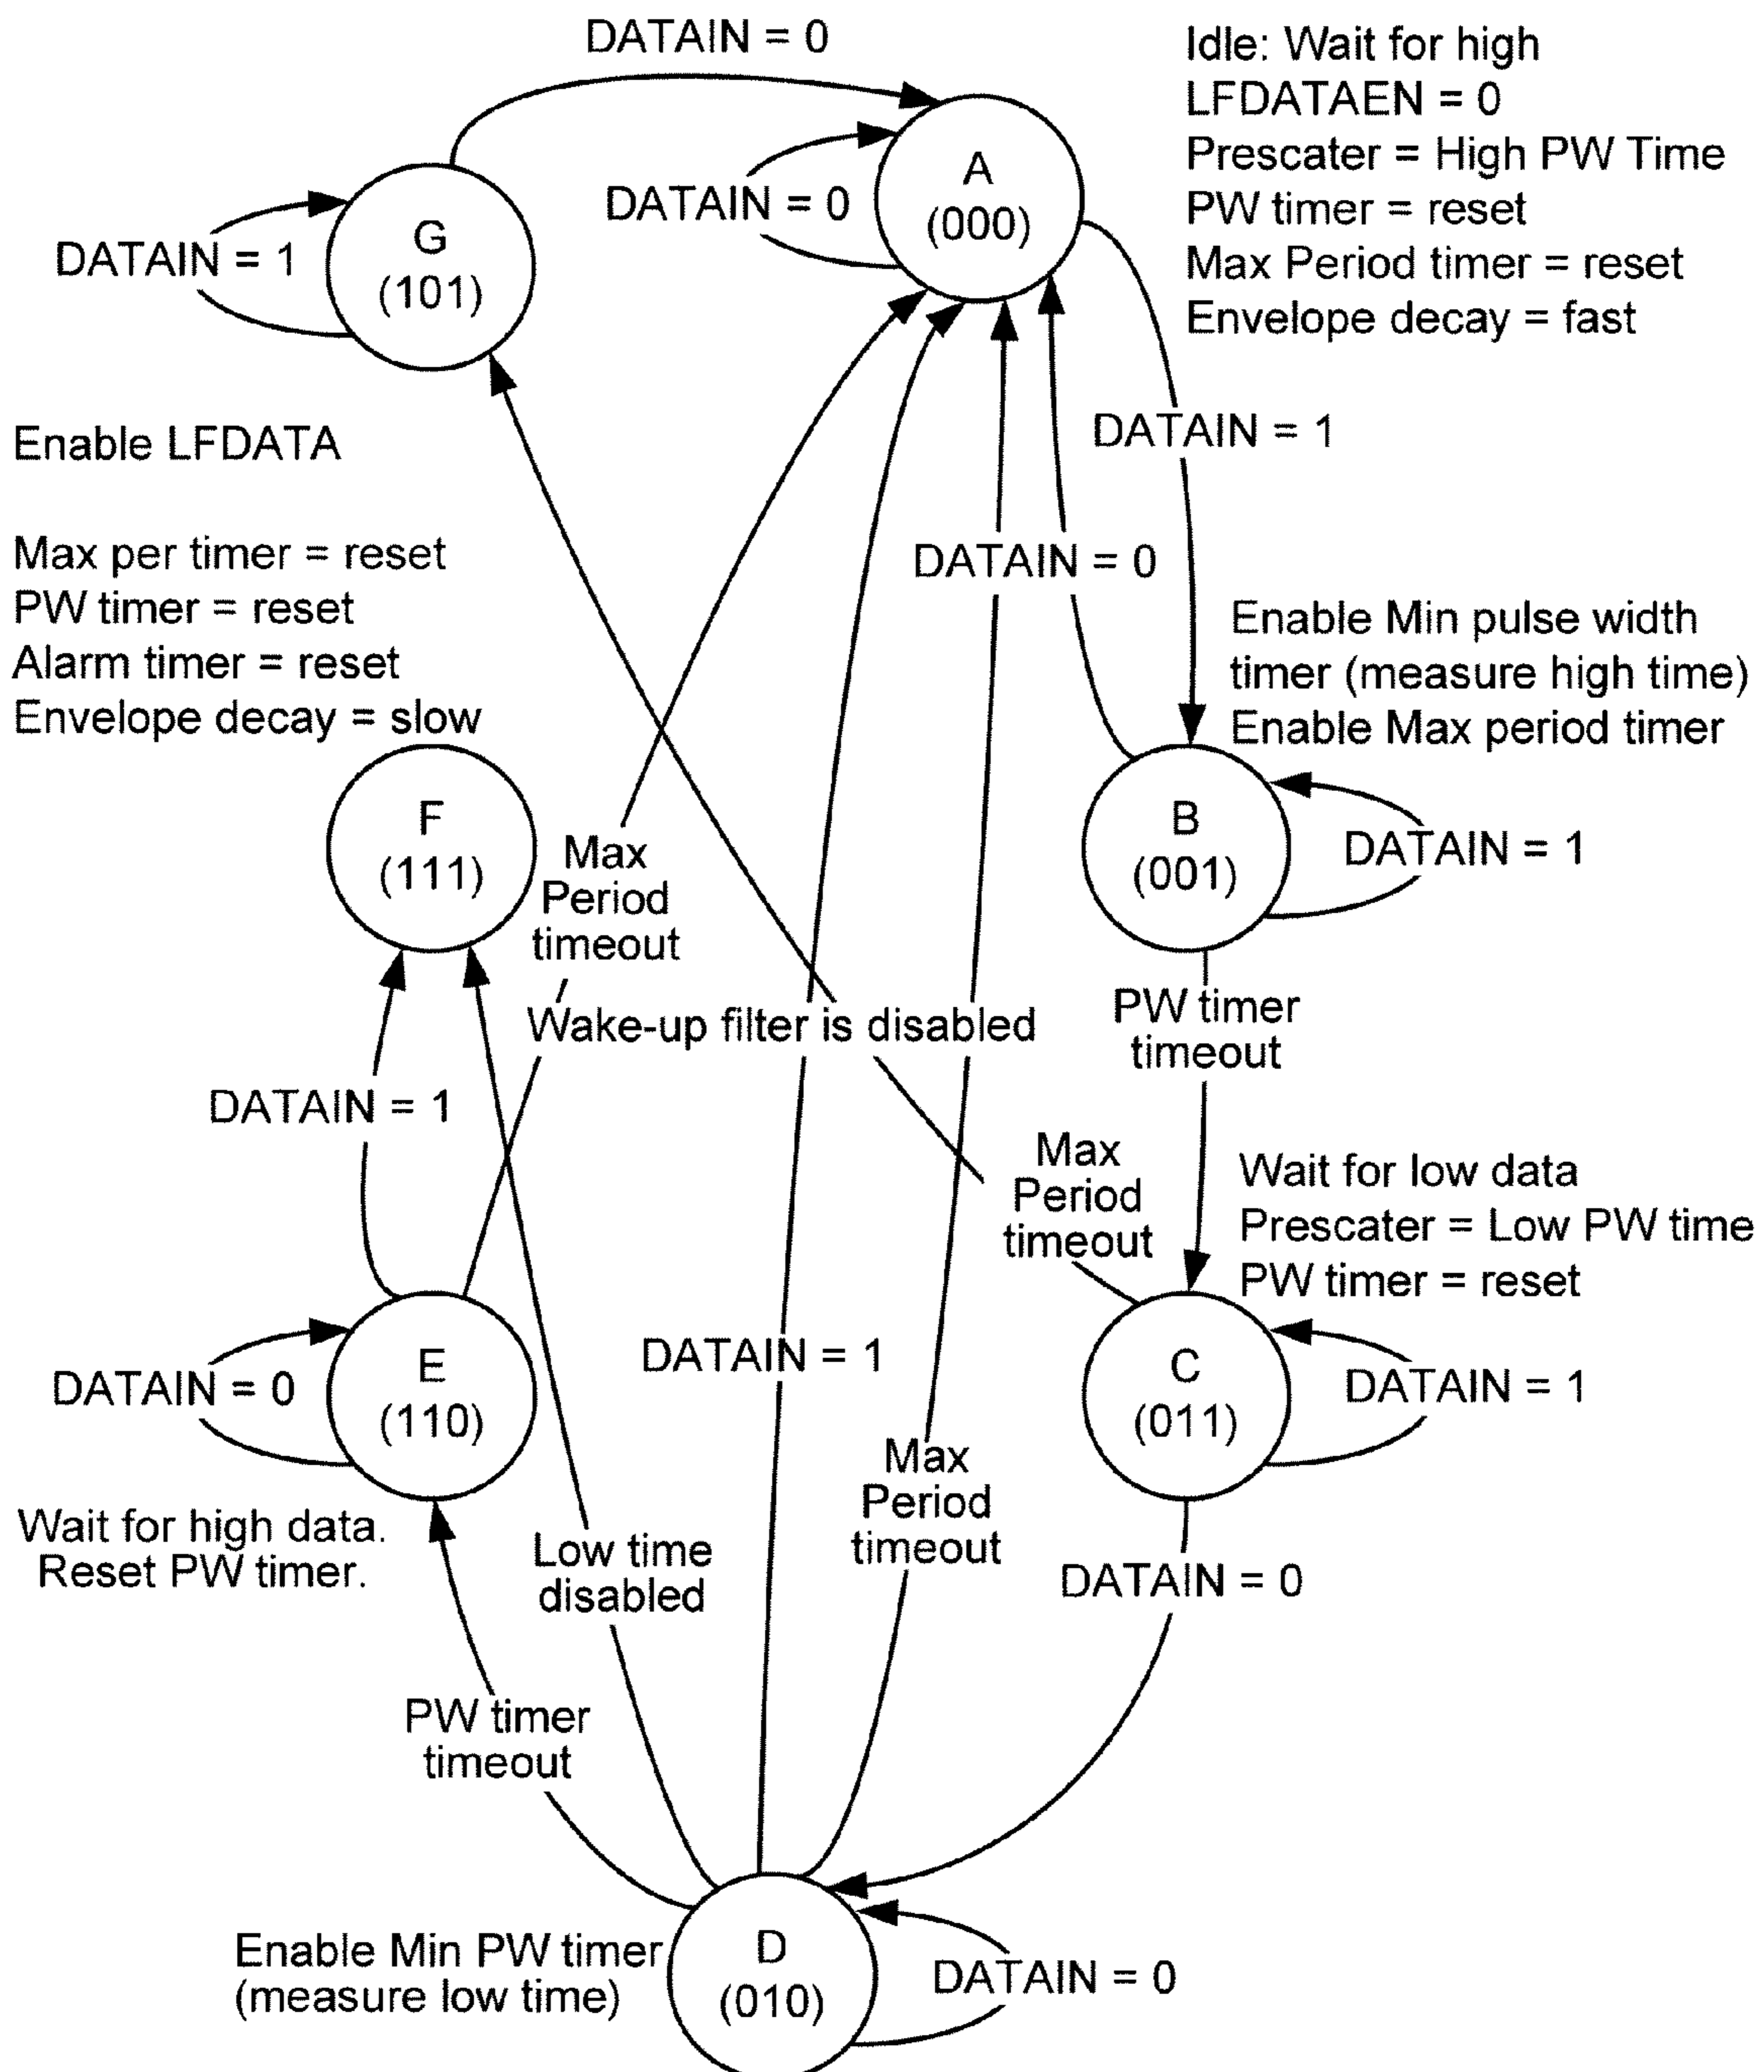 DATAIN = 0
Idle: Wait for high
LFDATAEN = 0
Prescater = High PW Time
PW timer = reset
Max Period timer = reset
Envelope decay = fast
A
(000)
DATAIN = 0
G
(101)
DATAIN = 1
DATAIN = 1
Enable LFDATA
Max per timer = reset
PW timer = reset
Alarm timer = reset
Envelope decay = slow
DATAIN = 0
Enable Min pulse width
timer (measure high time)
Enable Max period timer
F
(111)
Max
Period
timeout
B
(001)
DATAIN = 1
Wake-up filter is disabled
PW timer
timeout
DATAIN = 1
Max
Period
timeout
Wait for low data
Prescater = Low PW time
PW timer = reset
E
(110)
DATAIN = 0
DATAIN = 1
C
(011)
DATAIN = 1
Max
Period
timeout
Wait for high data.
Reset PW timer.
Low time
disabled
DATAIN = 0
PW timer
timeout
Enable Min PW timer
(measure low time)
D
(010)
DATAIN = 0